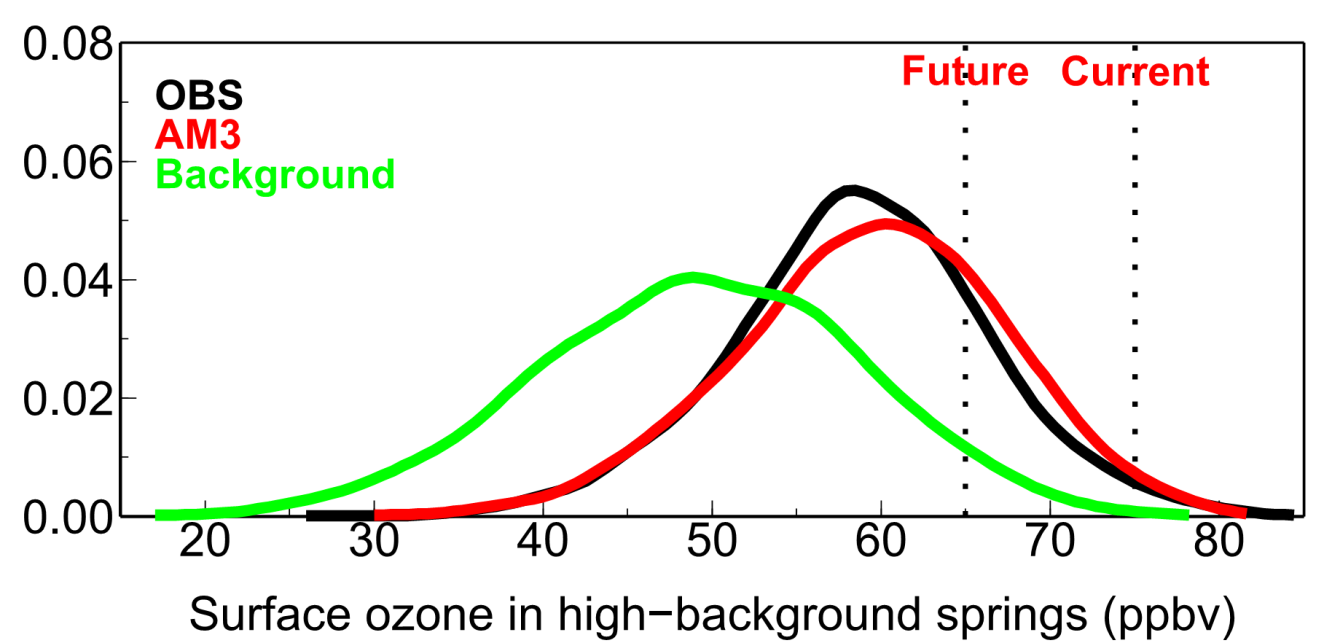 0.08
Future Current
OBS
AM3
0.06
Background
0.04
0.02
0.00
20 30 40 50 60 70 80
Surface ozone in high−background springs (ppbv)